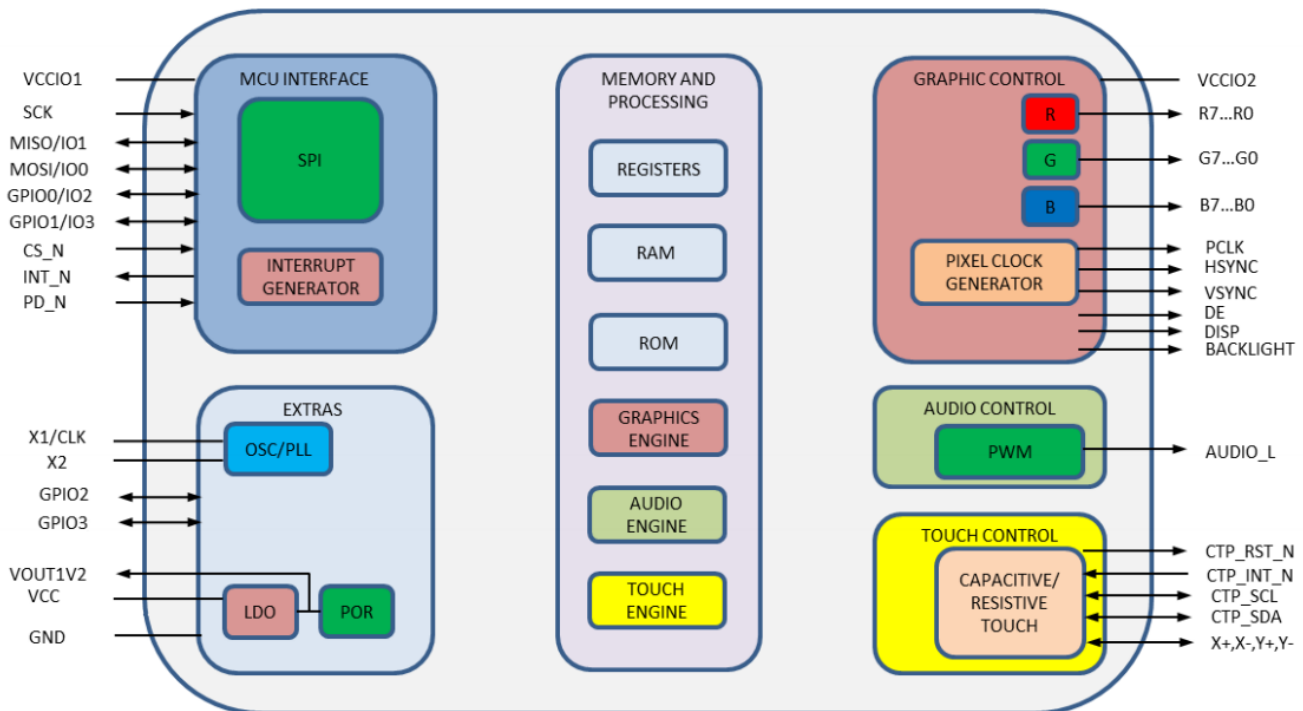 VCCIO1
SCK
MISO/IO1
MOSI/IO0
GPIO0/IO2
GPIO1/IO3
CS_N
INT_N
PD_N
MCU INTERFACE
SPI
INTERRUPT
GENERATOR
X1/CLK
X2
GPIO2
GPIO3
VOUT1V2
VCC
GND
EXTRAS
OSC/PLL
LDO
POR
MEMORY AND
PROCESSING
REGISTERS
RAM
ROM
GRAPHICS
ENGINE
AUDIO
ENGINE
TOUCH
ENGINE
GRAPHIC CONTROL
R
G
B
PIXEL CLOCK
GENERATOR
VCCIO2
R7...R0
G7...G0
B7...B0
PCLK
HSYNC
VSYNC
DE
DISP
BACKLIGHT
AUDIO CONTROL
PWM
AUDIO_L
TOUCH CONTROL
CAPACITIVE/
RESISTIVE
TOUCH
CTP_RST_N
CTP_INT_N
CTP_SCL
CTP_SDA
X+,X-,Y+,Y-